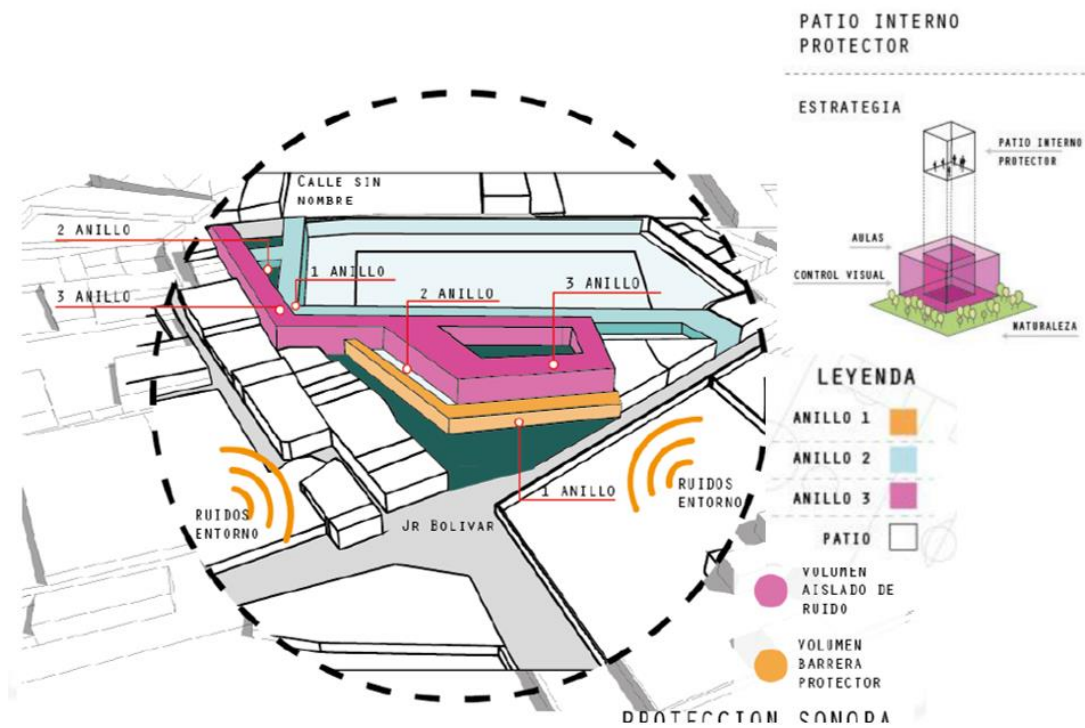 PATIO INTERNO
PROTECTOR
ESTRATEGIA
PATIO INTERNO
PROTECTOR
AULAS
CONTROL VISUAL
NATURALEZA
CALLE SIN
NOMBRE
2 ANILLO
1 ANILLO
3 ANILLO
2 ANILLO
3 ANILLO
1 ANILLO
RUIDOS
ENTORNO
RUIDOS
ENTORNO
JR BOLIVAR
LEYENDA
ANILLO 1
ANILLO 2
ANILLO 3
PATIO
VOLUMEN
AISLADO DE
RUIDO
VOLUMEN
BARRERA
PROTECTOR
PROTECCION SONORA